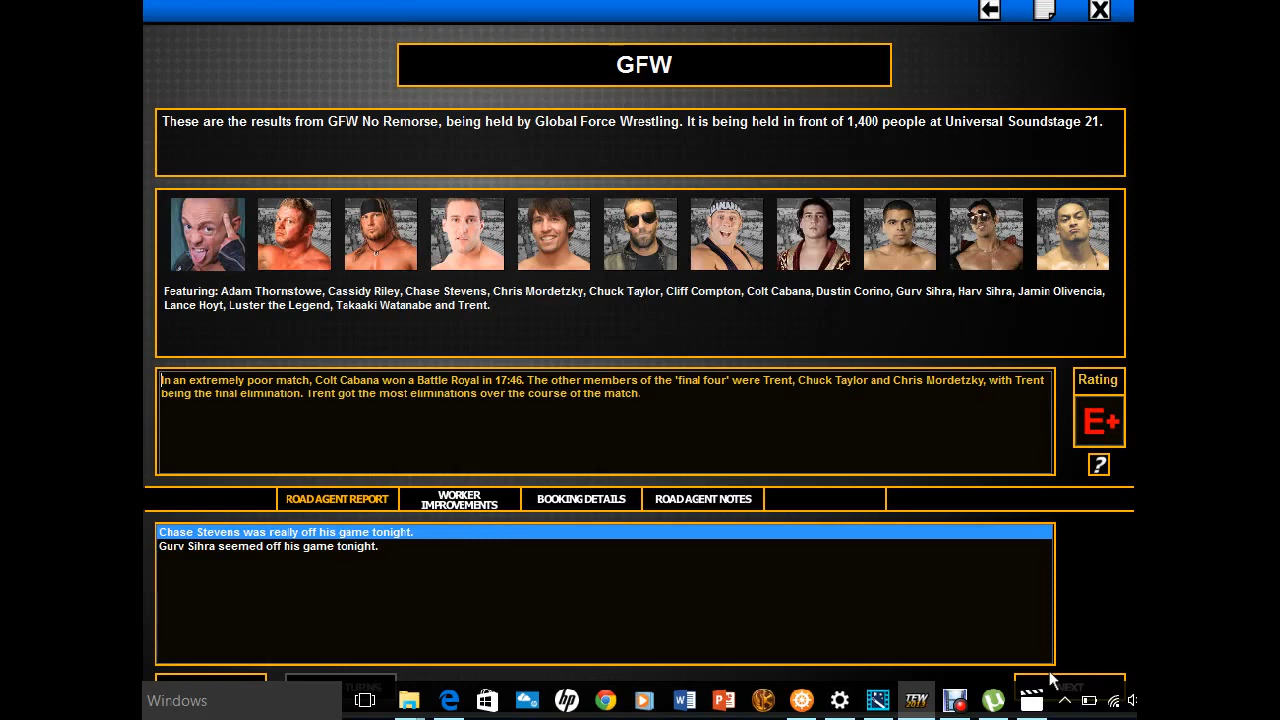 GFW
These are the results from GFW No Remorse, being held by Global Force Wrestling. It is being held in front of 1,400 people at Universal Soundstage 21.
Featuring: Adam Thornstowe, Cassidy Riley, Chase Stevens, Chris Mordetzky, Chuck Taylor, Cliff Compton, Colt Cabana, Dustin Corino, Gurv Sihra, Harv Sihra, Jamin Olivencia,
Lance Hoyt, Luster the Legend, Takaaki Watanabe and Trent.
In an extremely poor match, Colt Cabana won a Battle Royal in 17:46. The other members of the 'final four' were Trent, Chuck Taylor and Chris Mordetzky, with Trent
being the final elimination. Trent got the most eliminations over the course of the match.
Rating
E+
?
ROAD AGENT REPORT
WORKER
IMPROVEMENTS
BOOKING DETAILS
ROAD AGENT NOTES
Chase Stevens was really off his game tonight.
Gurv Sihra seemed off his game tonight.
NEXT
Windows
hp
TEW
2013